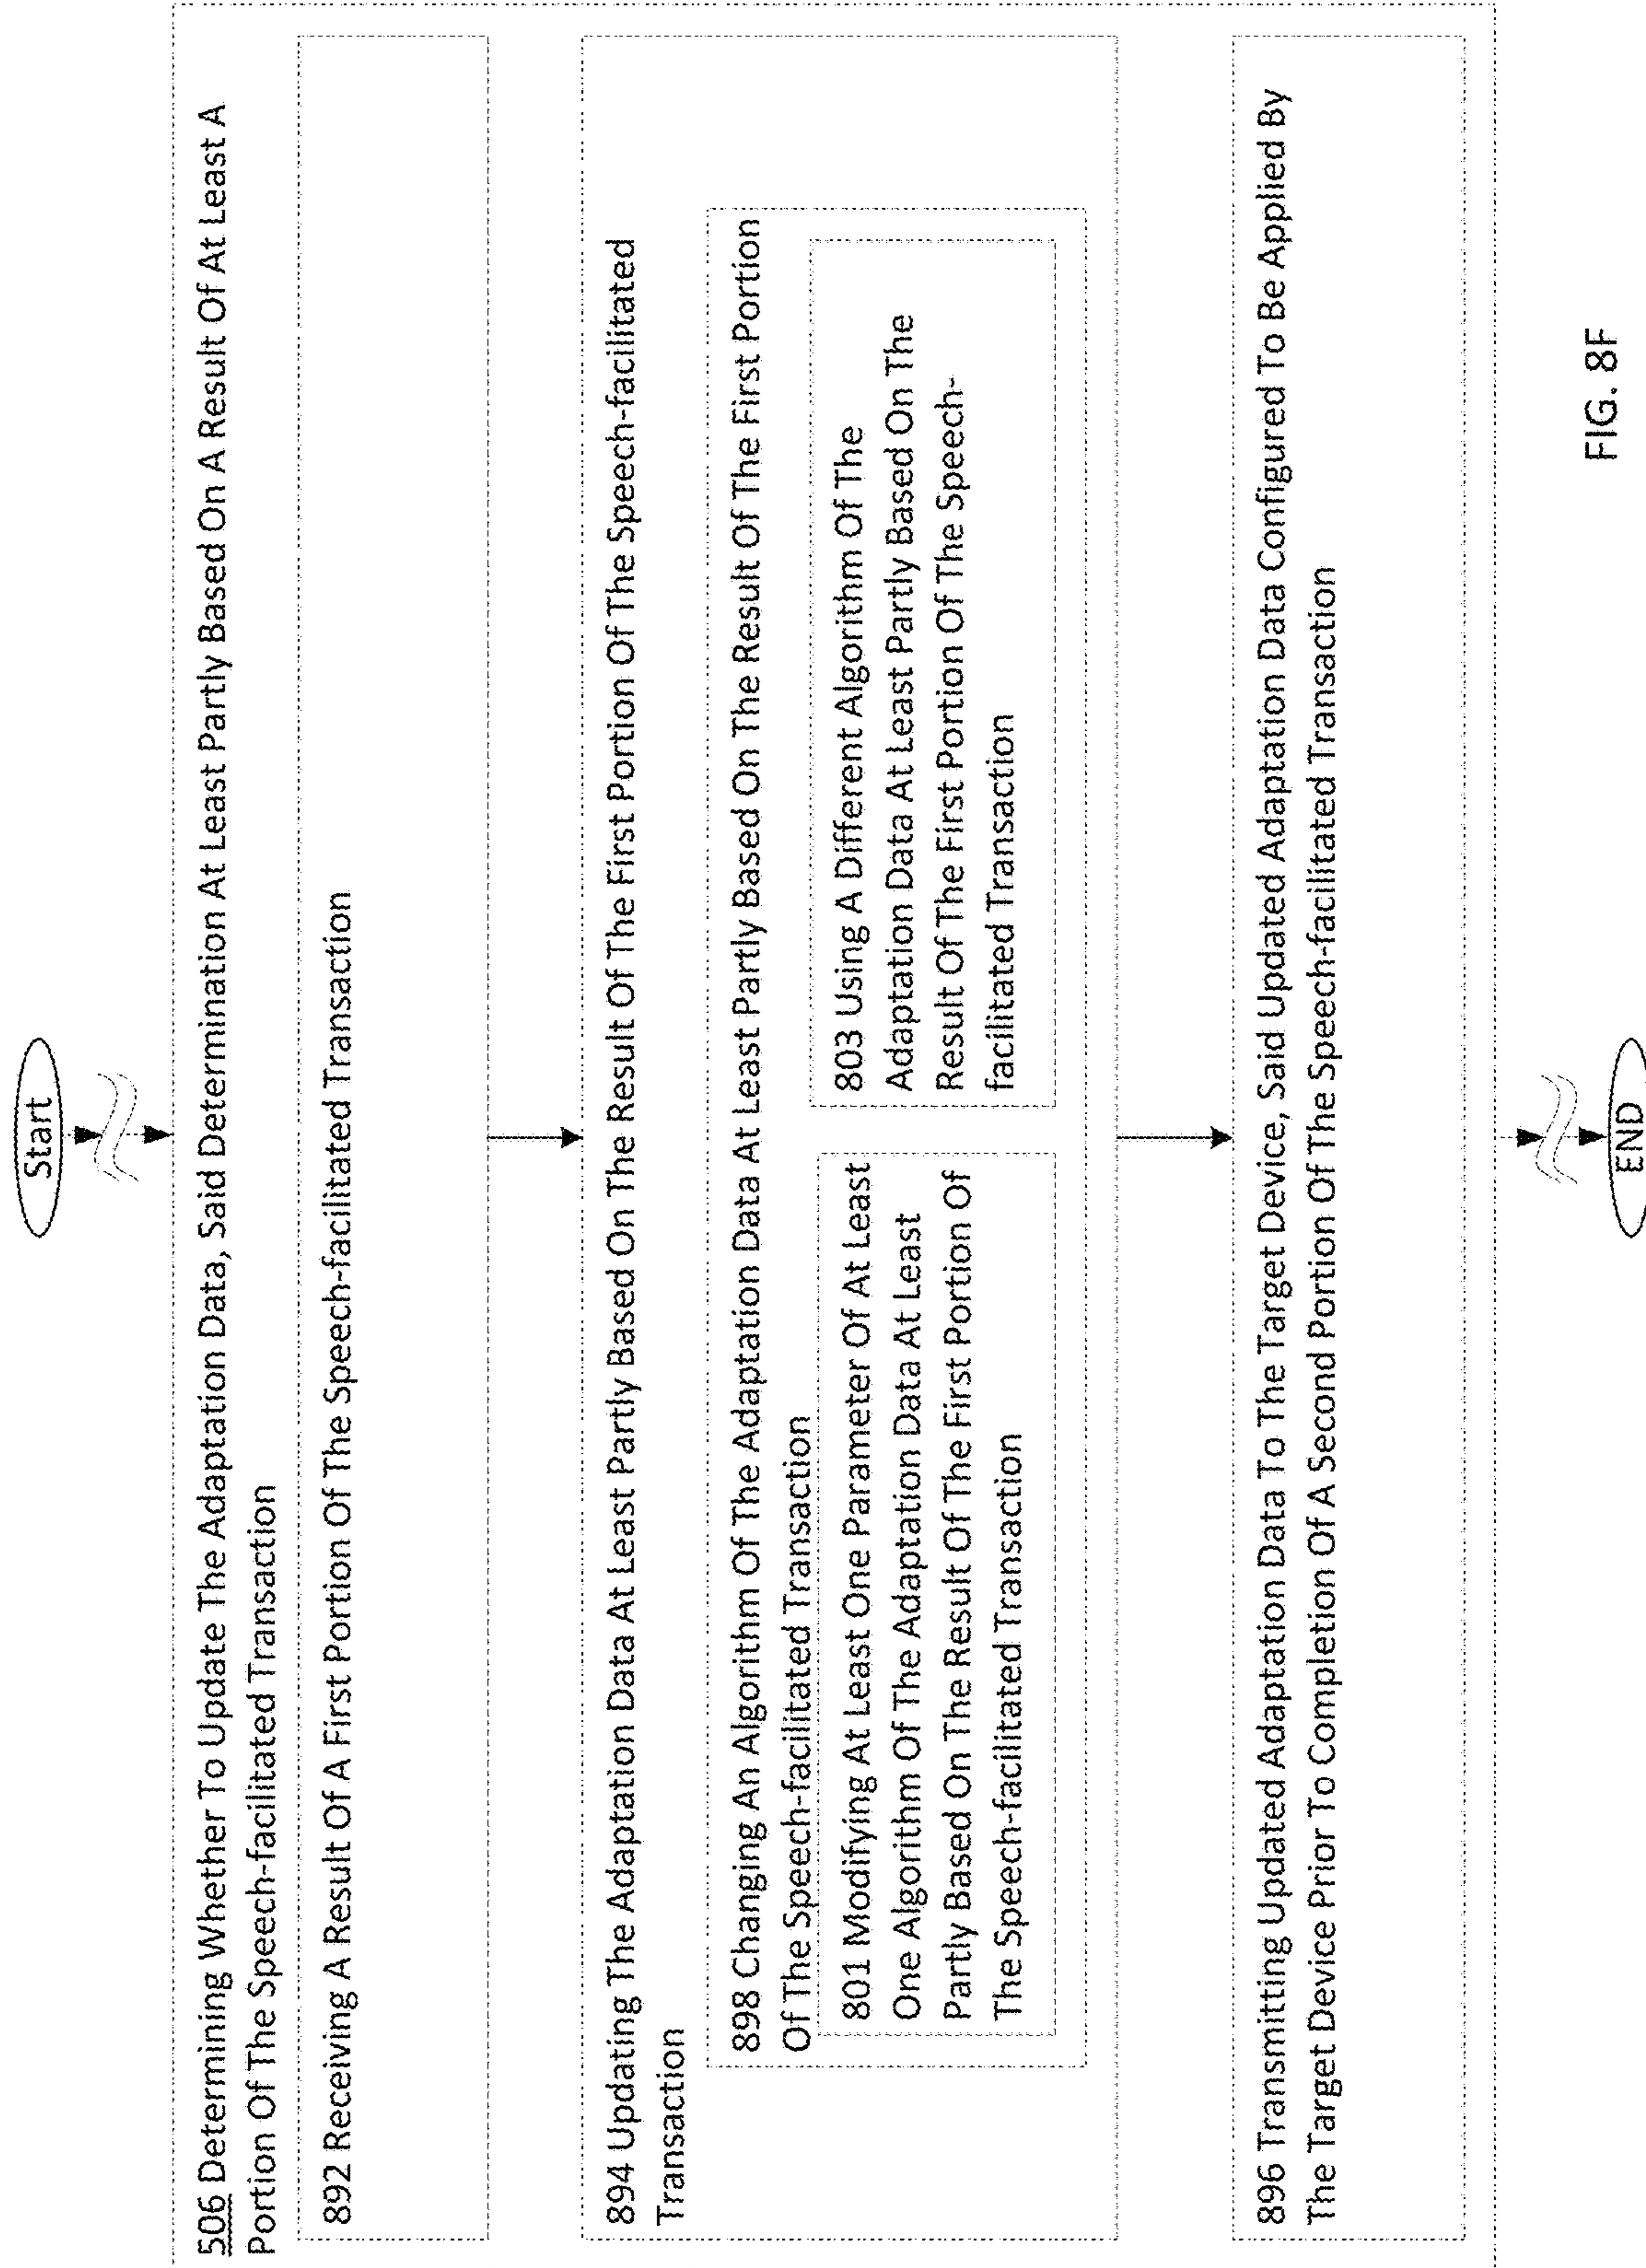 Start
506 Determining Whether To Update The Adaptation Data, Said Determination At Least Partly Based On A Result Of At Least A
Portion Of The Speech-facilitated Transaction
892 Receiving A Result Of A First Portion Of The Speech-facilitated Transaction
894 Updating The Adaptation Data At Least Partly Based On The Result Of The First Portion Of The Speech-facilitated
Transaction
898 Changing An Algorithm Of The Adaptation Data At Least Partly Based On The Result Of The First Portion
Of The Speech-facilitated Transaction
801 Modifying At Least One Parameter Of At Least
One Algorithm Of The Adaptation Data At Least
Partly Based On The Result Of The First Portion Of
The Speech-facilitated Transaction
803 Using A Different Algorithm Of The
Adaptation Data At Least Partly Based On The
Result Of The First Portion Of The Speech-
facilitated Transaction
896 Transmitting Updated Adaptation Data To The Target Device, Said Updated Adaptation Data Configured To Be Applied By
The Target Device Prior To Completion Of A Second Portion Of The Speech-facilitated Transaction
END
FIG. 8F